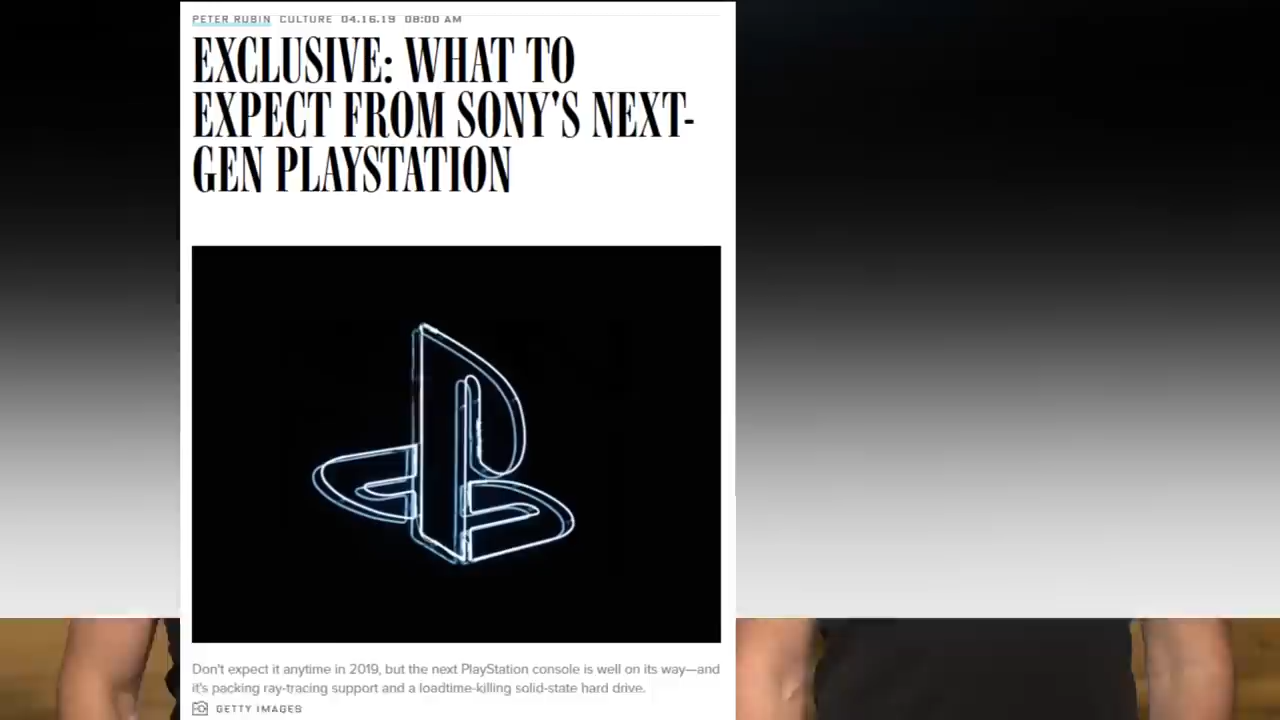 PETER RUBIN CULTURE 04.16.19 08:00 AM
EXCLUSIVE: WHAT TO
EXPECT FROM SONY'S NEXT-
GEN PLAYSTATION
Don't expect it anytime in 2019, but the next PlayStation console is well on its way—and
it's packing ray-tracing support and a loadtime-killing solid-state hard drive.
GETTY IMAGES